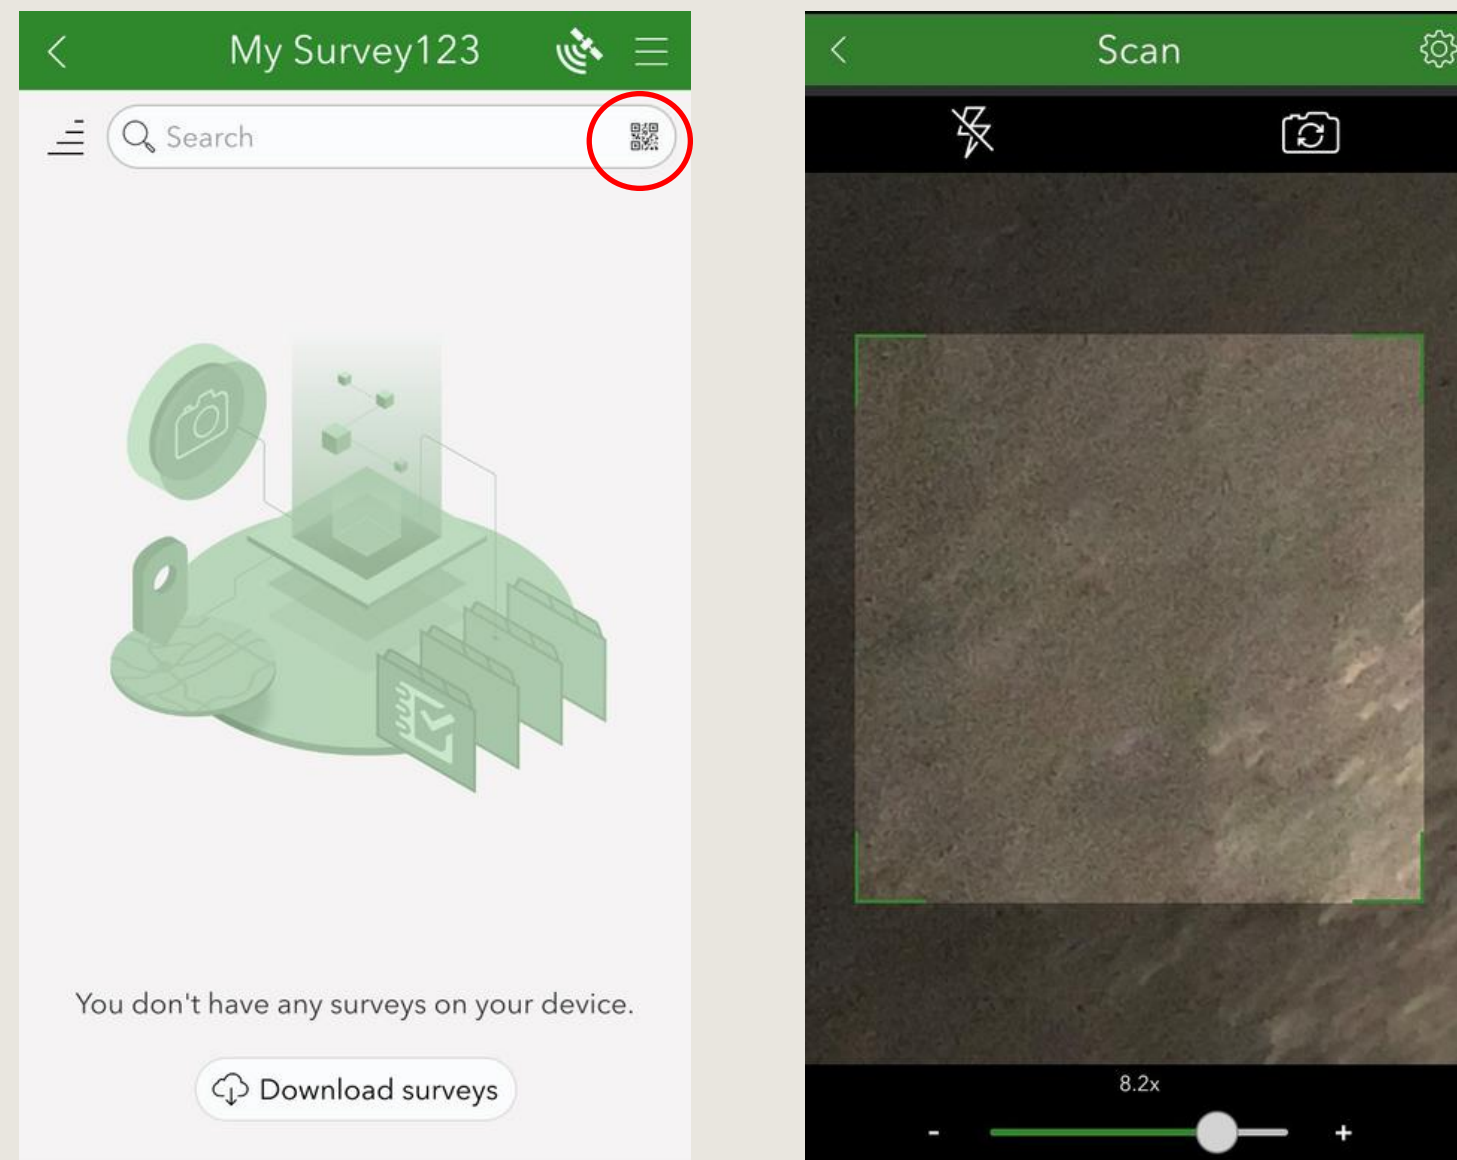 My Survey123
Search
You don't have any surveys on your device.
Download surveys
Scan
8.2x
- +